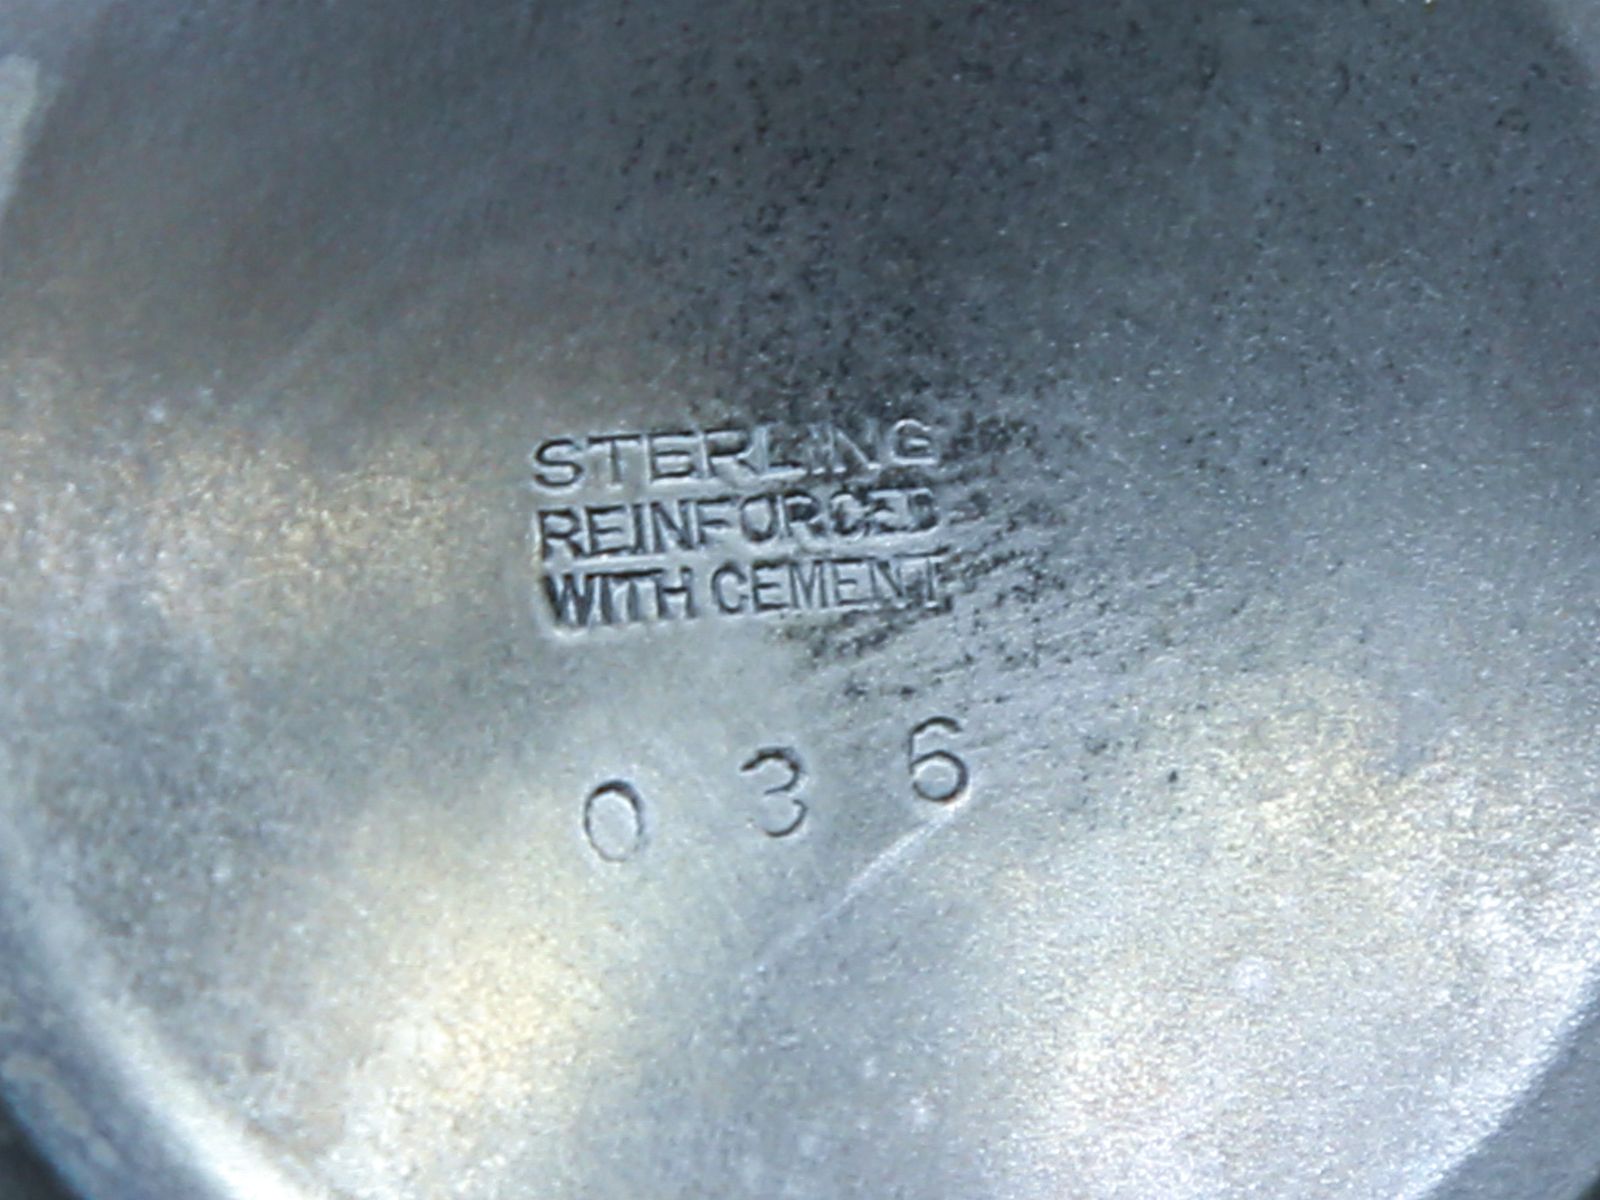 STERLING
REINFORCED
WITH CEMENT
036